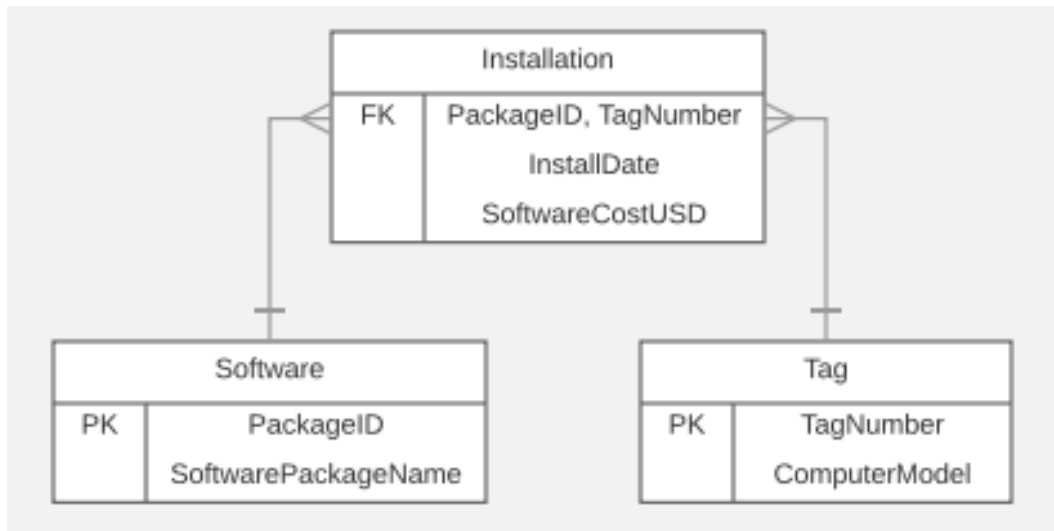 Installation
FK PackageID, TagNumber
InstallDate
SoftwareCostUSD
Software
PK PackageID
SoftwarePackageName
Tag
PK TagNumber
ComputerModel